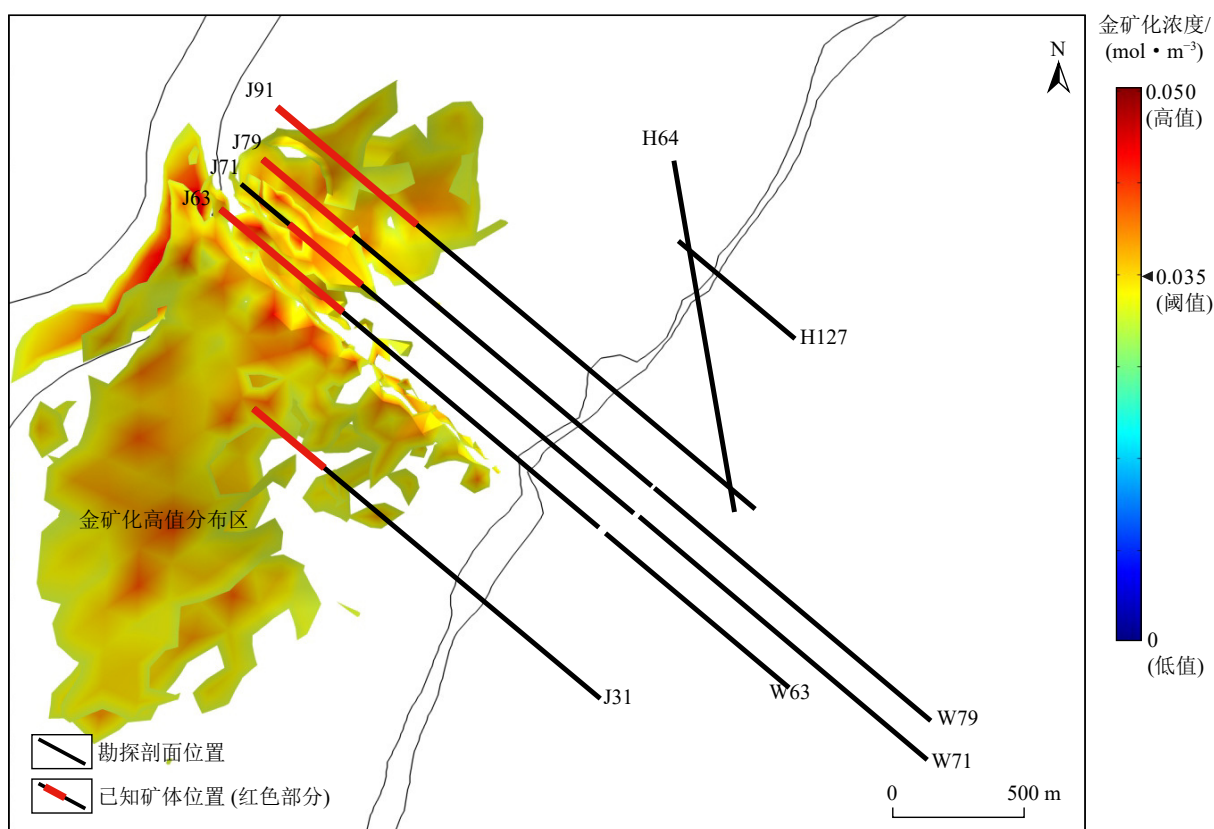 金矿化浓度/
(mol·m⁻³)
0.050
(高值)
0.035
(阈值)
0
(低值)
N
J91
J79
J71
J63
H64
H127
金矿化高值分布区
J31
W63
W79
W71
勘探剖面位置
已知矿体位置 (红色部分)
0 500 m